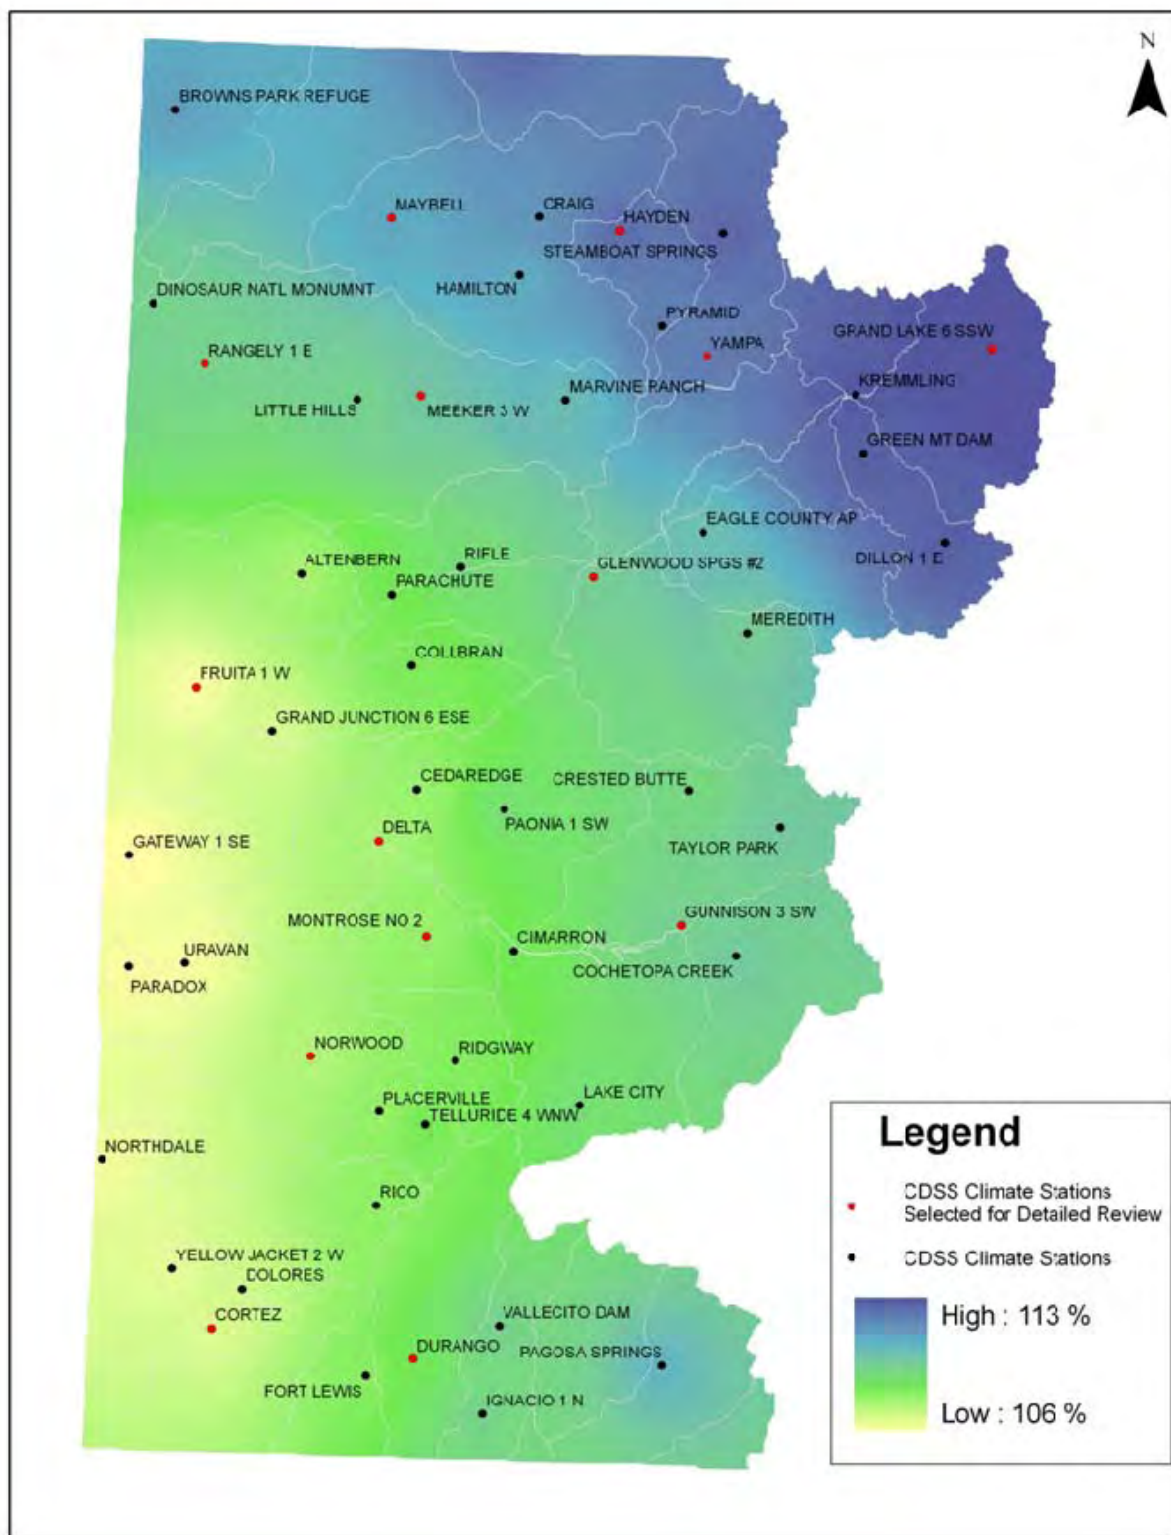 N
BROWNS PARK REFUGE
MAYBELL
CRAIG
HAYDEN
STEAMBOAT SPRINGS
HAMILTON
DINOSAUR NATL MONUMNT
PYRAMID
GRAND LAKE 6 SSW
YAMPA
RANGELY 1 E
KREMMLING
MARVINE RANCH
LITTLE HILLS
MEEKER 3 W
GREEN MT DAM
EAGLE COUNTY AP
RIFLE
DILLON 1 E
ALTENBERN
GLENWOOD SPGS #2
PARACHUTE
MEREDITH
COLLBRAN
FRUITA 1 W
GRAND JUNCTION 6 ESE
CEDAREDGE
CRESTED BUTTE
PAONIA 1 SW
DELTA
GATEWAY 1 SE
TAYLOR PARK
GUNNISON 3 SW
MONTROSE NO 2
CIMARRON
URAVAN
COCHETOPA CREEK
PARADOX
NORWOOD
RIDGWAY
LAKE CITY
PLACERVILLE
TELLURIDE 4 WNW
NORTHDALE
RICO
YELLOW JACKET 2 W
DOLORES
CORTEZ
VALLECITO DAM
DURANGO
PAGOSA SPRINGS
FORT LEWIS
IGNACIO 1 N
Legend
CDSS Climate Stations
Selected for Detailed Review
CDSS Climate Stations
High : 113 %
Low : 106 %